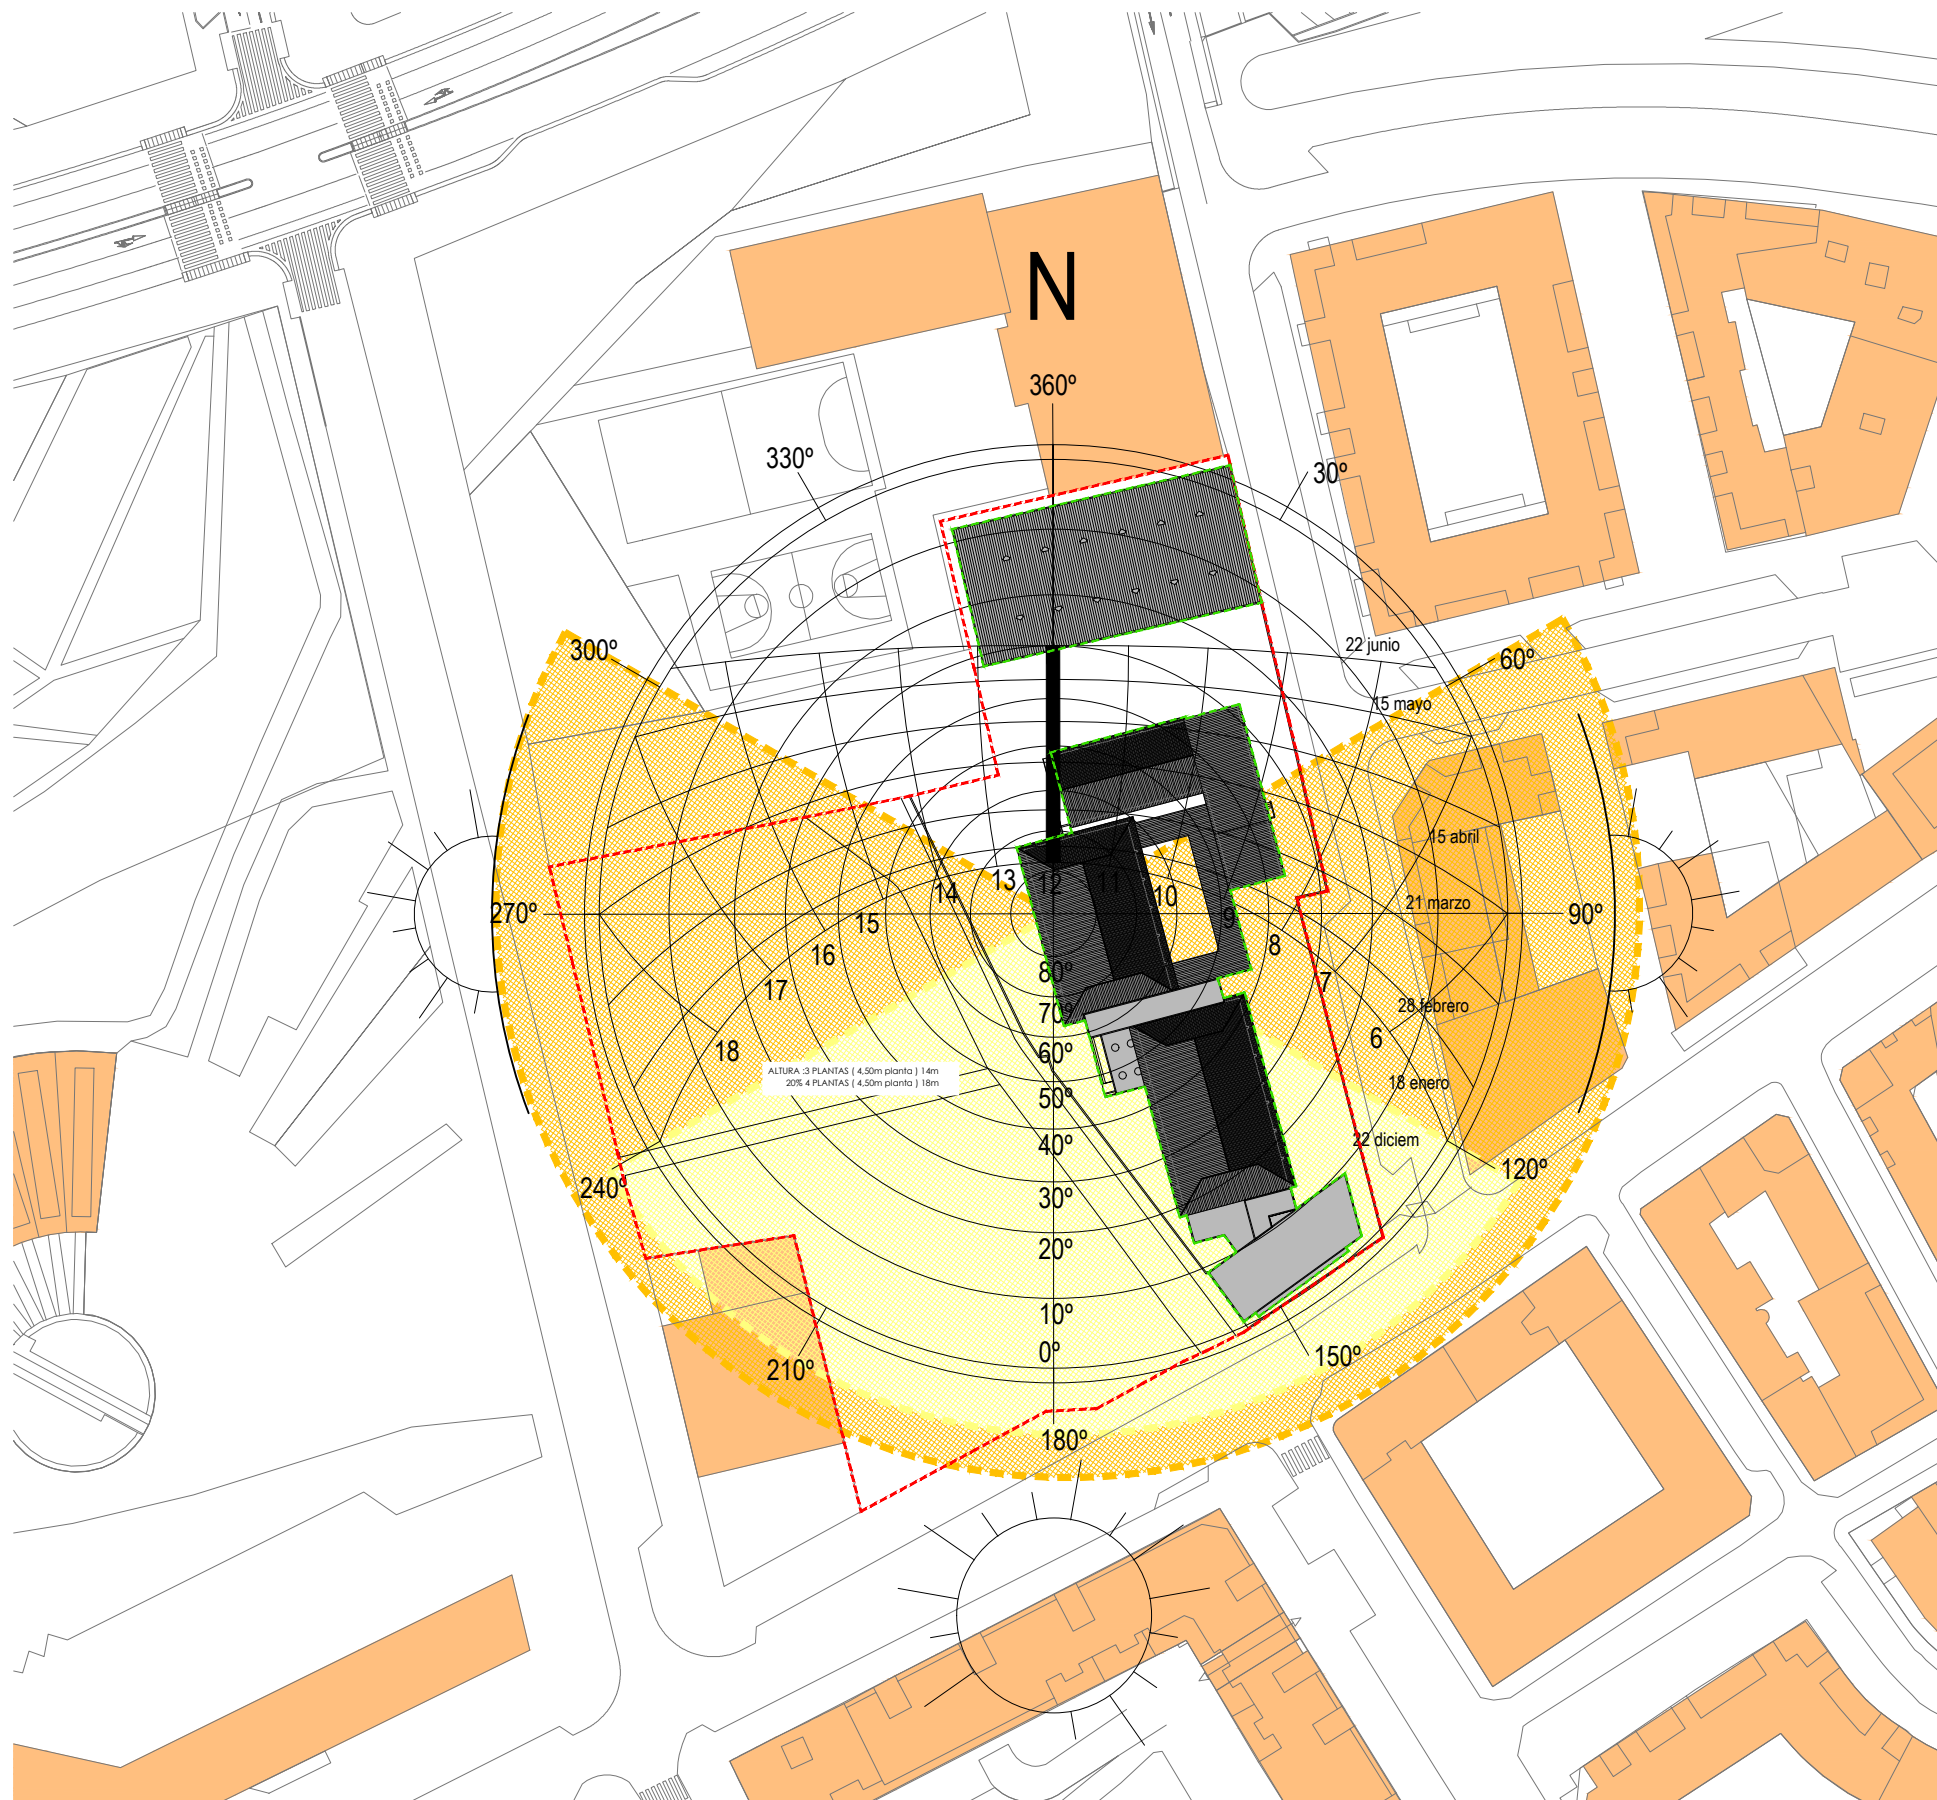 N
360º
330º
30º
300º
22 junio
60º
15 mayo
15 abril
14
13
12
11
10
270º
15
9
21 marzo
90º
16
8
17
80º
7
28 febrero
70º
18
60º
6
ALTURA :3 PLANTAS ( 4,50m planta ) 14m
20% 4 PLANTAS ( 4,50m planta ) 18m
18 enero
50º
40º
22 diciem
120º
240º
30º
20º
10º
0º
210º
150º
180º